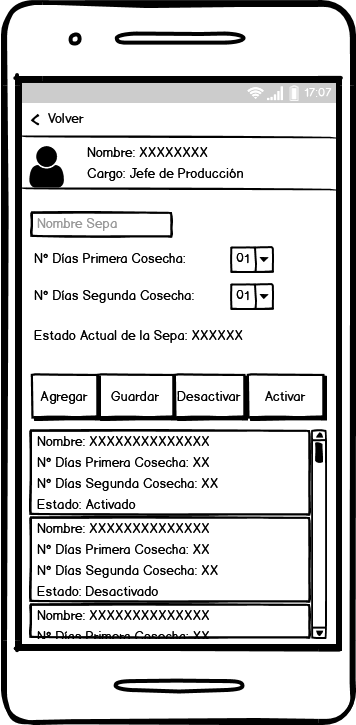 17:07
Volver
Nombre: XXXXXXXX
Cargo: Jefe de Producción
Nombre Sepa
Nº Días Primera Cosecha: 01
Nº Días Segunda Cosecha: 01
Estado Actual de la Sepa: XXXXXX
Agregar Guardar Desactivar Activar
Nombre: XXXXXXXXXXXXXX
Nº Días Primera Cosecha: XX
Nº Días Segunda Cosecha: XX
Estado: Activado
Nombre: XXXXXXXXXXXXXX
Nº Días Primera Cosecha: XX
Nº Días Segunda Cosecha: XX
Estado: Desactivado
Nombre: XXXXXXXXXXXXXX
Nº Días Primera Cosecha: XX